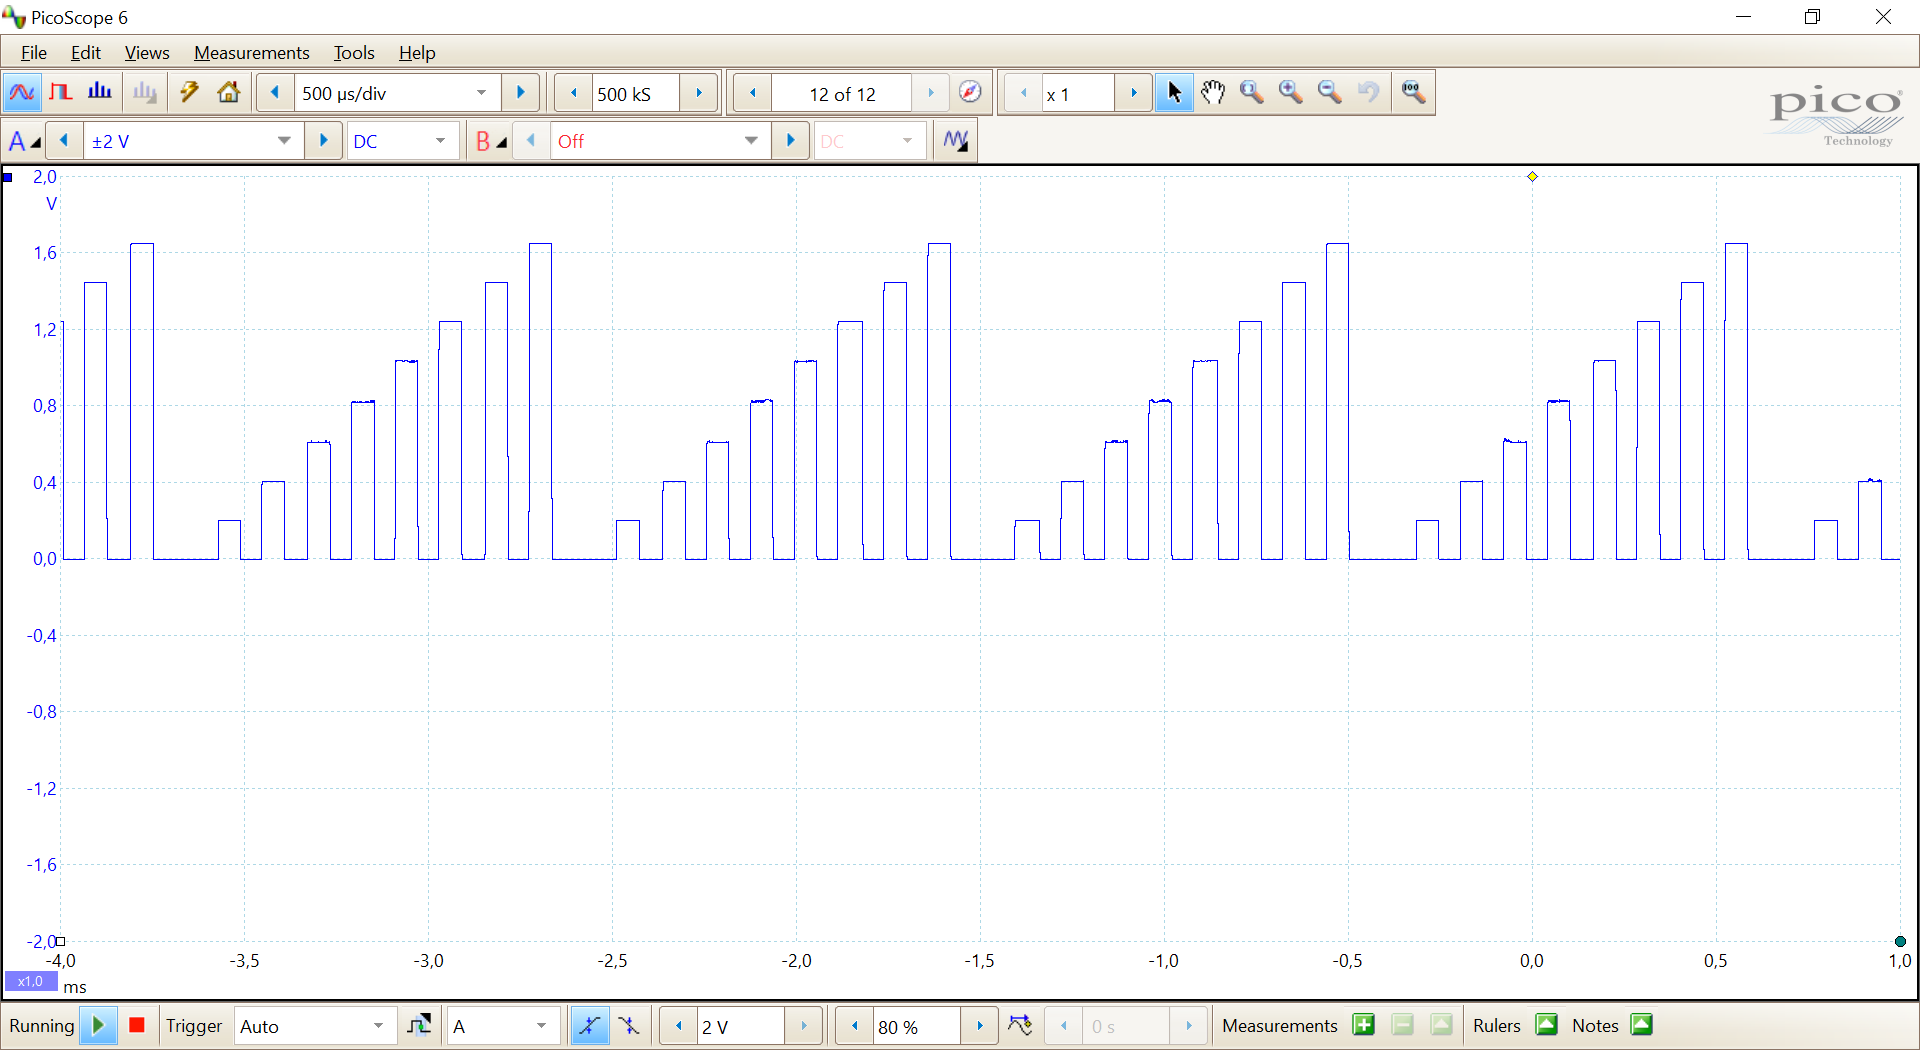 PicoScope 6
File Edit Views Measurements Tools Help
500 µs/div 500 kS 12 of 12 x 1
A ±2 V DC B Off DC
pico
Technology
2,0
V
1,6
1,2
0,8
0,4
0,0
-0,4
-0,8
-1,2
-1,6
-2,0
-4,0 -3,5 -3,0 -2,5 -2,0 -1,5 -1,0 -0,5 0,0 0,5 1,0
x1,0 ms
Running Trigger Auto A 2 V 80 % 0 s Measurements Rulers Notes